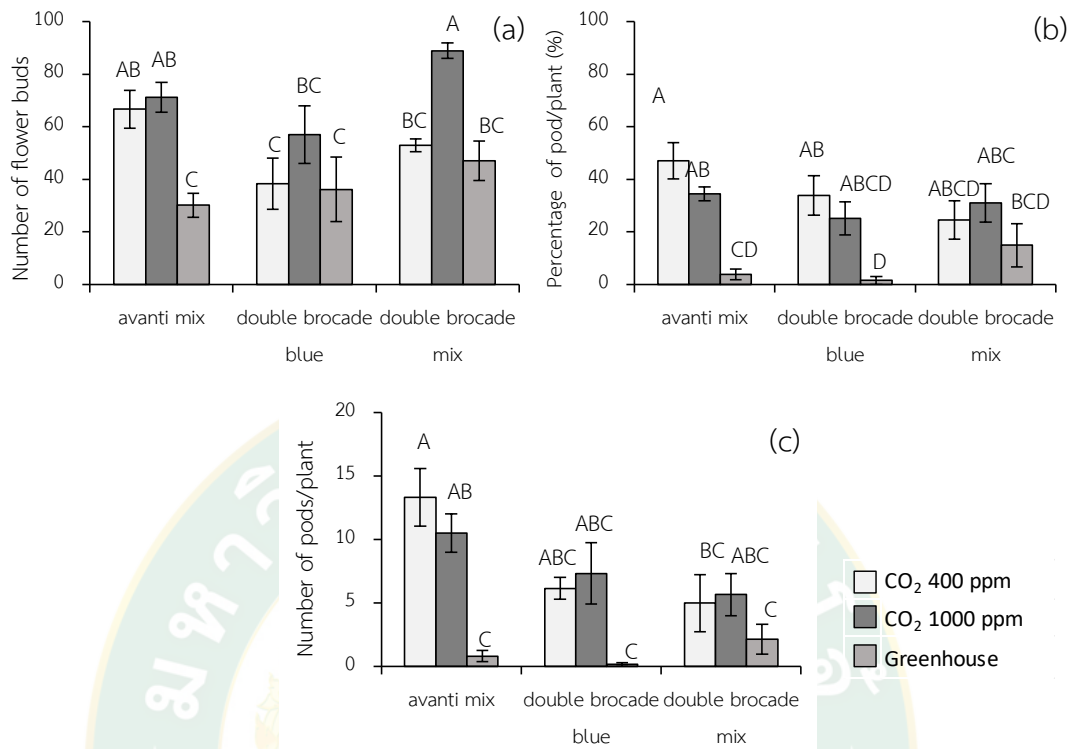 (a)
Number of flower buds
100
80
60
40
20
0
AB
AB
C
C
BC
C
BC
A
BC
avanti mix
double brocade blue
double brocade mix
(b)
Percentage of pod/plant (%)
100
80
60
40
20
0
A
AB
CD
AB
ABCD
D
ABCD
ABC
BCD
avanti mix
double brocade blue
double brocade mix
(c)
Number of pods/plant
20
15
10
5
0
A
AB
C
ABC
ABC
C
BC
ABC
C
avanti mix
double brocade blue
double brocade mix
CO₂ 400 ppm
CO₂ 1000 ppm
Greenhouse
มหาวิ